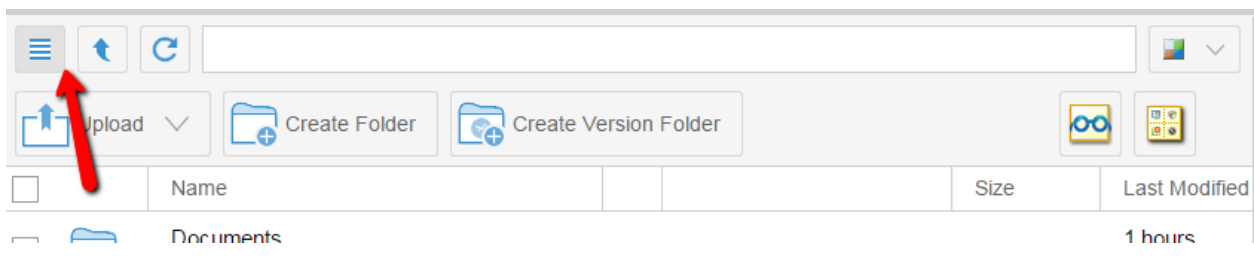 Upload Create Folder Create Version Folder
Name Size Last Modified
Documents 1 hours